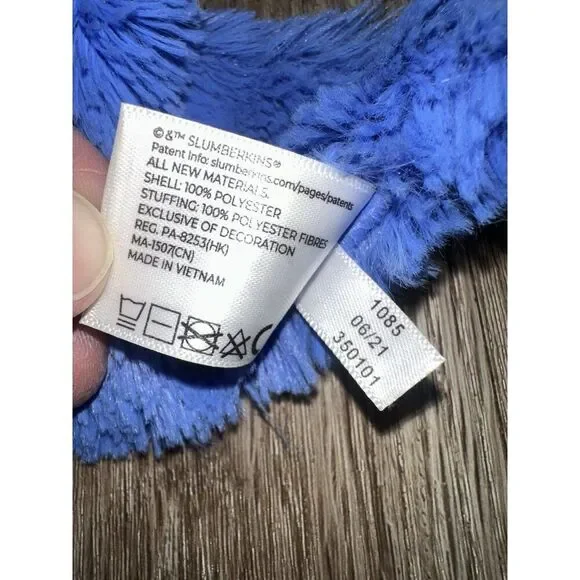 ©&™ SLUMBERKINS®
Patent Info: slumberkins.com/pages/patents
ALL NEW MATERIALS.
SHELL: 100% POLYESTER
STUFFING: 100% POLYESTER FIBRES
EXCLUSIVE OF DECORATION
REG. PA-8253(HK)
MA-1507(CN)
MADE IN VIETNAM
1085
06/21
350101